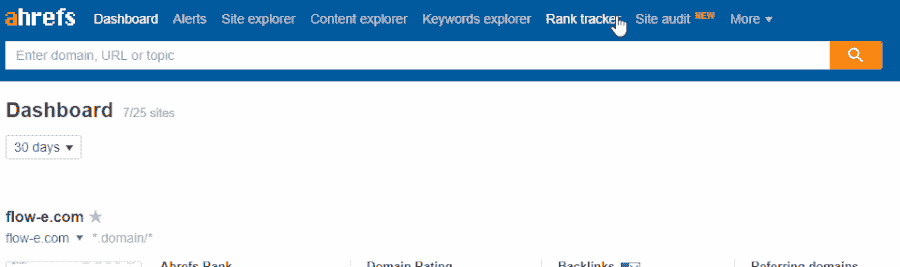 ahrefs Dashboard Alerts Site explorer Content explorer Keywords explorer Rank tracker Site audit NEW More
Enter domain, URL or topic
Dashboard 7/25 sites
30 days
flow-e.com
flow-e.com *.domain/*
Ahrefs Rank Domain Rating Backlinks Referring domains